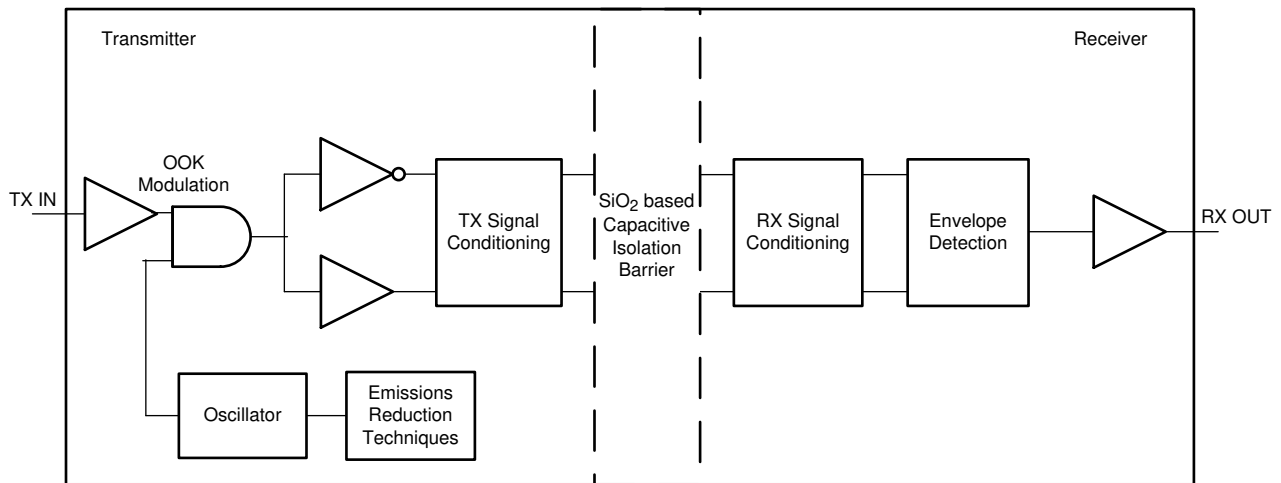 Transmitter
Receiver
OOK
Modulation
TX IN
TX Signal
Conditioning
SiO2 based
Capacitive
Isolation
Barrier
RX Signal
Conditioning
Envelope
Detection
RX OUT
Oscillator
Emissions
Reduction
Techniques